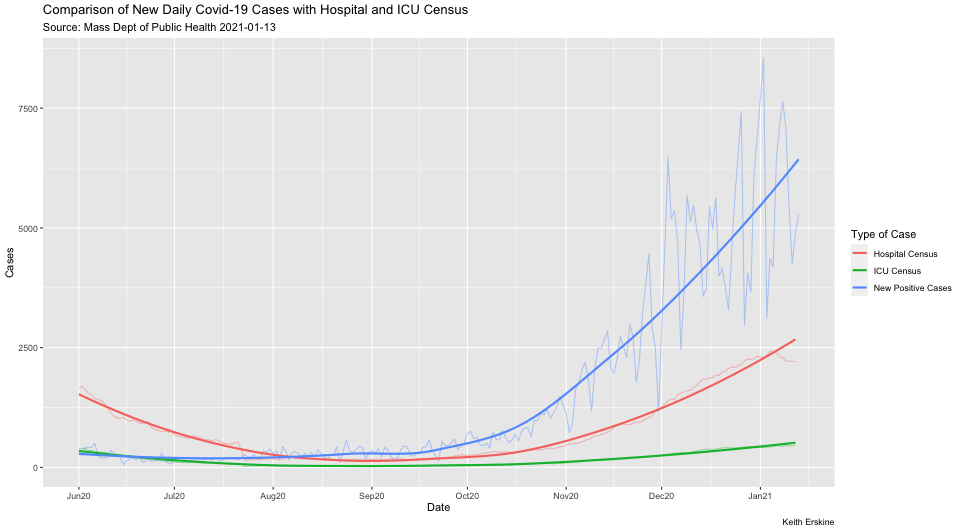 Comparison of New Daily Covid-19 Cases with Hospital and ICU Census
Source: Mass Dept of Public Health 2021-01-13
7500
5000
2500
0
Cases
Jun20 Jul20 Aug20 Sep20 Oct20 Nov20 Dec20 Jan21
Date
Type of Case
Hospital Census
ICU Census
New Positive Cases
Keith Erskine